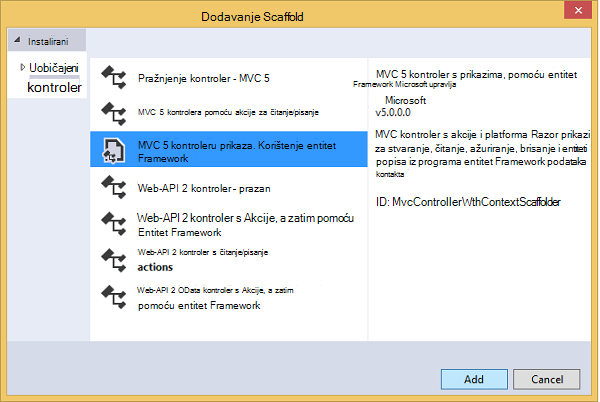 Dodavanje Scaffold
Instalirani
Uobičajeni
kontroler
Pražnjenje kontroler - MVC 5
MVC 5 kontrolera pomoću akcije za čitanje/pisanje
MVC 5 kontroleru prikaza. Korištenje entitet
Framework
Web-API 2 kontroler - prazan
Web-API 2 kontroler s Akcije, a zatim pomoću
Entitet Framework
Web-API 2 kontroler s čitanje/pisanje
actions
Web-API 2 OData kontroler s Akcije, a zatim
pomoću entitet Framework
MVC 5 kontroler s prikazima, pomoću entitet
Framework Microsoft upravlja
Microsoft
v5.0.0.0
MVC kontroler s akcije i platforma Razor prikazi
za stvaranje, čitanje, ažuriranje, brisanje i entiteti
popisa iz programa entitet Framework podataka
kontakta
ID: MvcControllerWthContextScaffolder
Add
Cancel